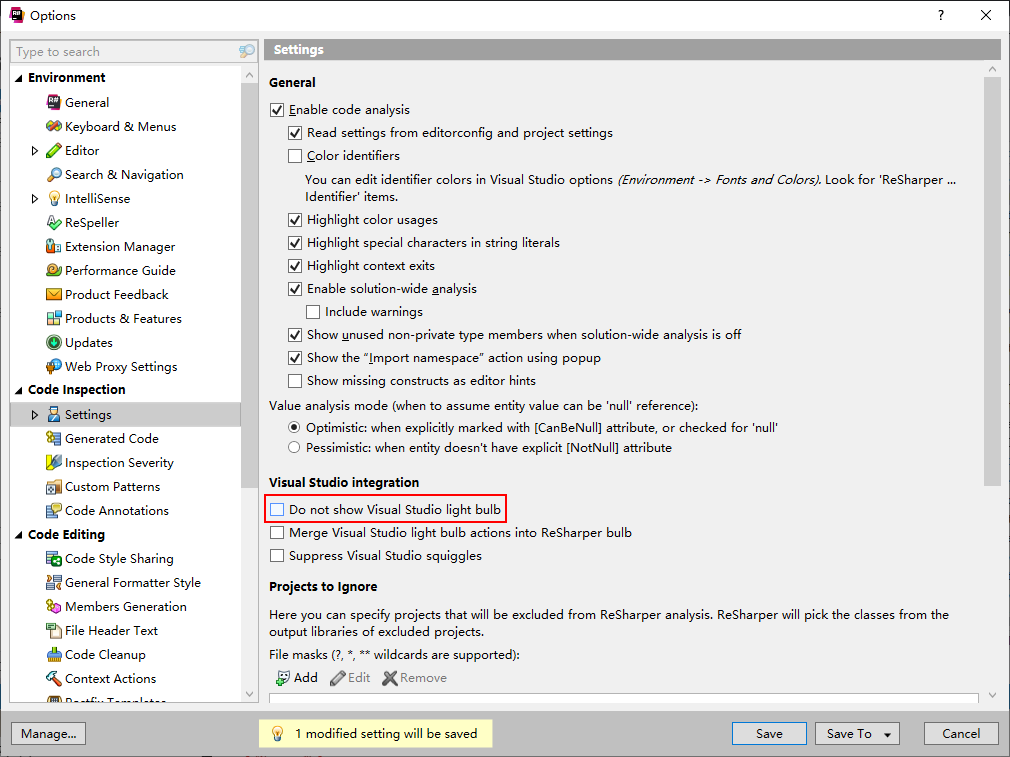 Options
?
Type to search
Environment
General
Keyboard & Menus
Editor
Search & Navigation
IntelliSense
ReSpeller
Extension Manager
Performance Guide
Product Feedback
Products & Features
Updates
Web Proxy Settings
Code Inspection
Settings
Generated Code
Inspection Severity
Custom Patterns
Code Annotations
Code Editing
Code Style Sharing
General Formatter Style
Members Generation
File Header Text
Code Cleanup
Context Actions
Postfix Templates
Settings
General
Enable code analysis
Read settings from editorconfig and project settings
Color identifiers
You can edit identifier colors in Visual Studio options (Environment -> Fonts and Colors). Look for 'ReSharper ...
Identifier' items.
Highlight color usages
Highlight special characters in string literals
Highlight context exits
Enable solution-wide analysis
Include warnings
Show unused non-private type members when solution-wide analysis is off
Show the “Import namespace” action using popup
Show missing constructs as editor hints
Value analysis mode (when to assume entity value can be 'null' reference):
Optimistic: when explicitly marked with [CanBeNull] attribute, or checked for 'null'
Pessimistic: when entity doesn't have explicit [NotNull] attribute
Visual Studio integration
Do not show Visual Studio light bulb
Merge Visual Studio light bulb actions into ReSharper bulb
Suppress Visual Studio squiggles
Projects to Ignore
Here you can specify projects that will be excluded from ReSharper analysis. ReSharper will pick the classes from the
output libraries of excluded projects.
File masks (?, *, ** wildcards are supported):
Add Edit Remove
Manage...
1 modified setting will be saved
Save
Save To
Cancel